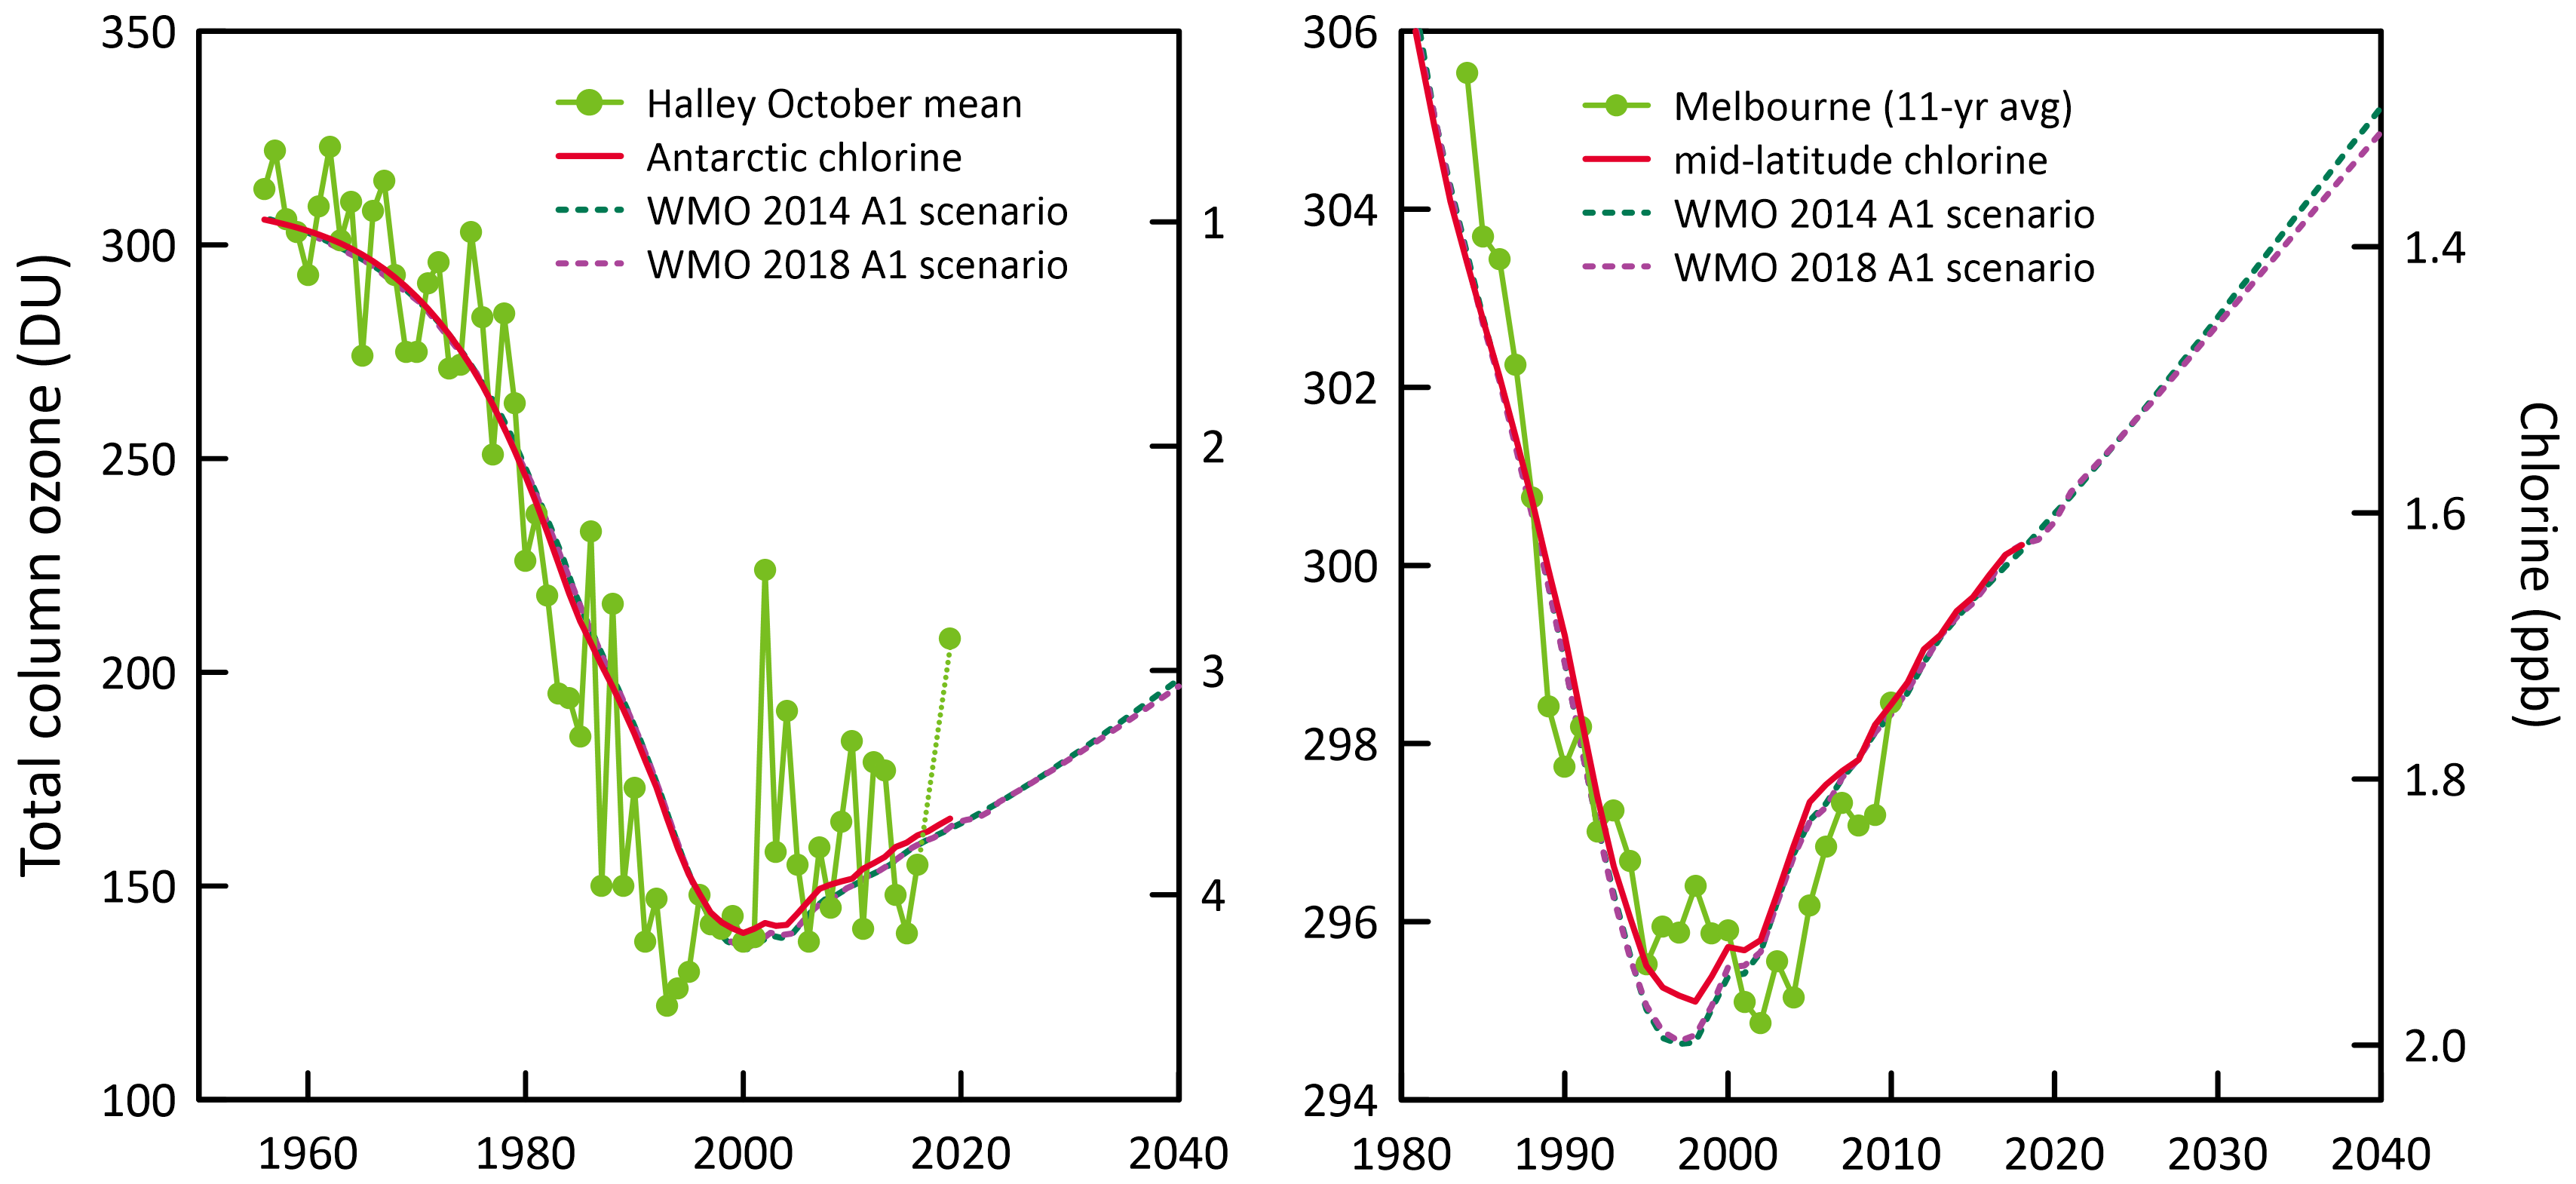 Total column ozone (DU)
350
300
250
200
150
100
Halley October mean
Antarctic chlorine
WMO 2014 A1 scenario
WMO 2018 A1 scenario
1
2
3
4
1960 1980 2000 2020 2040
306
304
302
300
298
296
294
Melbourne (11-yr avg)
mid-latitude chlorine
WMO 2014 A1 scenario
WMO 2018 A1 scenario
1.4
1.6
1.8
2.0
Chlorine (ppb)
1980 1990 2000 2010 2020 2030 2040